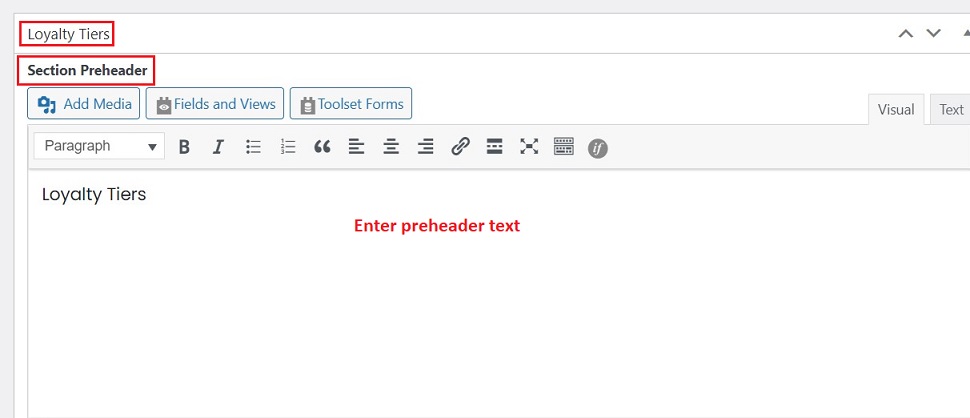 Loyalty Tiers
Section Preheader
Add Media Fields and Views Toolset Forms
Visual Text
Paragraph B I if
Loyalty Tiers
Enter preheader text